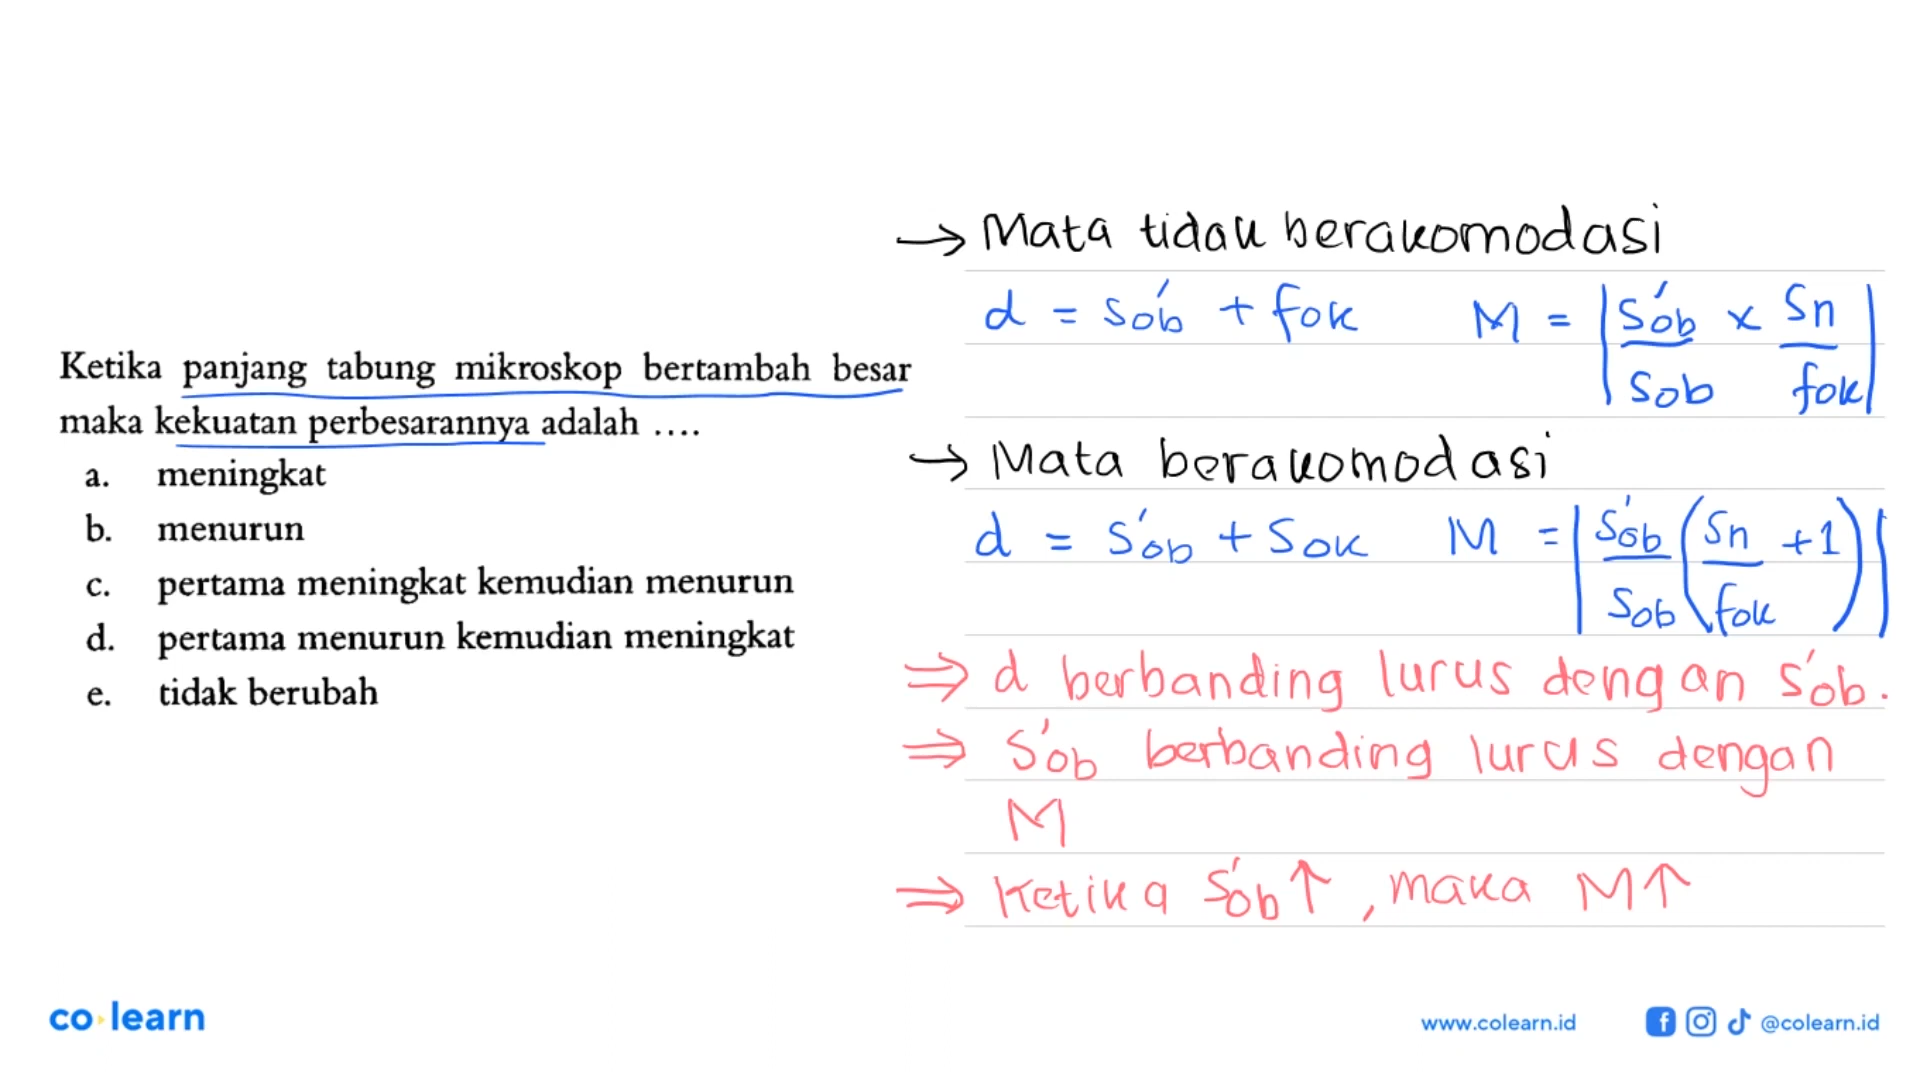 Ketika panjang tabung mikroskop bertambah besar
maka kekuatan perbesarannya adalah ....
a. meningkat
b. menurun
c. pertama meningkat kemudian menurun
d. pertama menurun kemudian meningkat
e. tidak berubah
→ Mata tidak berakomodasi
d = S'ob + fok M = |S'ob/Sob x Sn/fok|
→ Mata berakomodasi
d = S'ob + Sok M = |S'ob/Sob (Sn/fok +1)|
⇒ d berbanding lurus dengan S'ob.
⇒ S'ob berbanding lurus dengan
M
⇒ Ketika S'ob↑, maka M↑
co learn
www.colearn.id @colearn.id